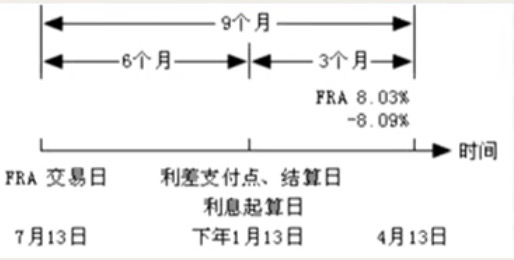 9个月
6个月
3个月
FRA 8.03%
-8.09%
时间
FRA 交易日
利差支付点、结算日
利息起算日
7月13日
下年1月13日
4月13日